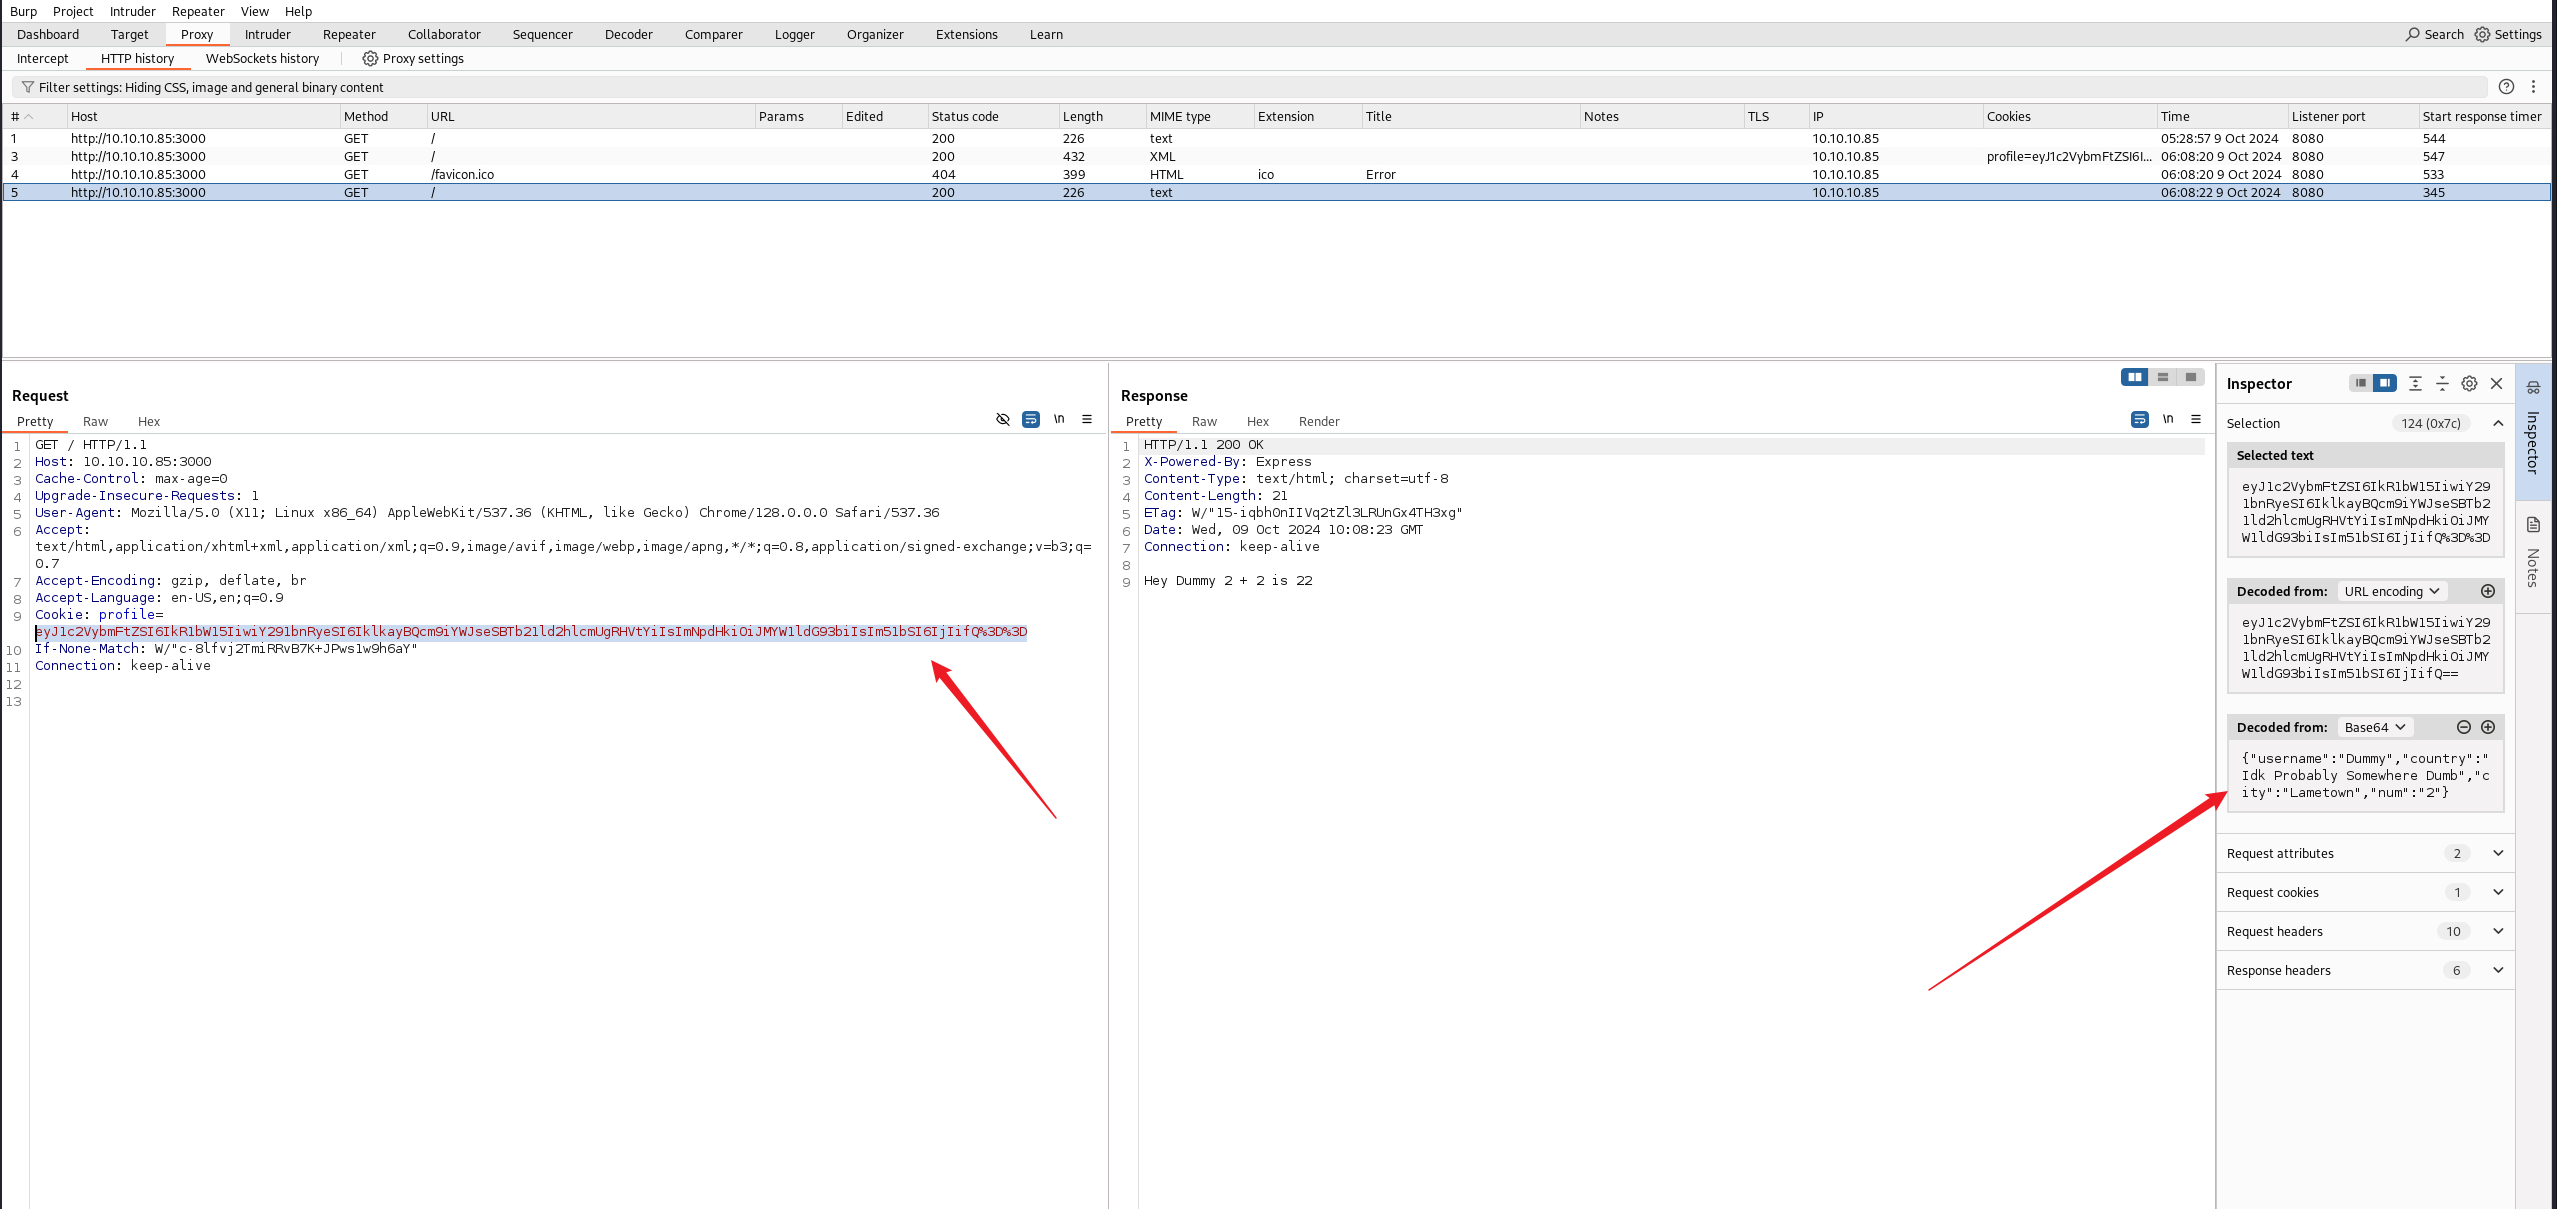 Burp Project Intruder Repeater View Help
Dashboard Target Proxy Intruder Repeater Collaborator Sequencer Decoder Comparer Logger Organizer Extensions Learn Search Settings
Intercept HTTP history WebSockets history Proxy settings
Filter settings: Hiding CSS, image and general binary content
# Host Method URL Params Edited Status code Length MIME type Extension Title Notes TLS IP Cookies Time Listener port Start response timer
1 http://10.10.10.85:3000 GET / 200 226 text 10.10.10.85 05:28:57 9 Oct 2024 8080 544
3 http://10.10.10.85:3000 GET / 200 432 XML 10.10.10.85 profile=eyJ1c2VybmFtZSI6I... 06:08:20 9 Oct 2024 8080 547
4 http://10.10.10.85:3000 GET /favicon.ico 404 399 HTML ico Error 10.10.10.85 06:08:20 9 Oct 2024 8080 533
5 http://10.10.10.85:3000 GET / 200 226 text 10.10.10.85 06:08:22 9 Oct 2024 8080 345
Request
Pretty Raw Hex \n
1 GET / HTTP/1.1
2 Host: 10.10.10.85:3000
3 Cache-Control: max-age=0
4 Upgrade-Insecure-Requests: 1
5 User-Agent: Mozilla/5.0 (X11; Linux x86_64) AppleWebKit/537.36 (KHTML, like Gecko) Chrome/128.0.0.0 Safari/537.36
6 Accept:
text/html,application/xhtml+xml,application/xml;q=0.9,image/avif,image/webp,image/apng,*/*;q=0.8,application/signed-exchange;v=b3;q=
0.7
7 Accept-Encoding: gzip, deflate, br
8 Accept-Language: en-US,en;q=0.9
9 Cookie: profile=
eyJ1c2VybmFtZSI6IkR1bW15IiwiY291bnRyeSI6IklkayBQcm9iYWJseSBTb21ld2hlcmUgRHVtYiIsImNpdHkiOiJMYW1ldG93biIsIm51bSI6IjIifQ%3D%3D
10 If-None-Match: W/"c-8lfvj2TmiRRvB7K+JPws1w9h6aY"
11 Connection: keep-alive
12
13
Response
Pretty Raw Hex Render \n
1 HTTP/1.1 200 OK
2 X-Powered-By: Express
3 Content-Type: text/html; charset=utf-8
4 Content-Length: 21
5 ETag: W/"15-iqbhOnIIVq2tZl3LRUnGx4TH3xg"
6 Date: Wed, 09 Oct 2024 10:08:23 GMT
7 Connection: keep-alive
8
9 Hey Dummy 2 + 2 is 22
Inspector
Selection 124 (0x7c)
Selected text
eyJ1c2VybmFtZSI6IkR1bW15IiwiY29
1bnRyeSI6IklkayBQcm9iYWJseSBTb2
1ld2hlcmUgRHVtYiIsImNpdHkiOiJMY
W1ldG93biIsIm51bSI6IjIifQ%3D%3D
Decoded from: URL encoding
eyJ1c2VybmFtZSI6IkR1bW15IiwiY29
1bnRyeSI6IklkayBQcm9iYWJseSBTb2
1ld2hlcmUgRHVtYiIsImNpdHkiOiJMY
W1ldG93biIsIm51bSI6IjIifQ==
Decoded from: Base64
{"username":"Dummy","country":"
Idk Probably Somewhere Dumb","c
ity":"Lametown","num":"2"}
Request attributes 2
Request cookies 1
Request headers 10
Response headers 6
Inspector
Notes